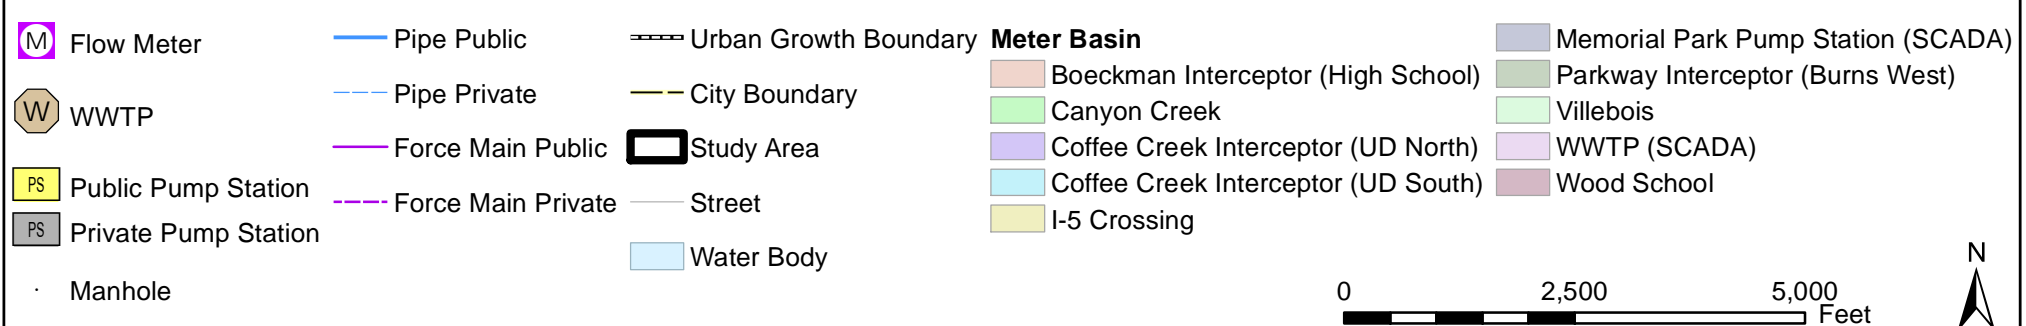 M Flow Meter
W WWTP
PS Public Pump Station
PS Private Pump Station
Manhole
Pipe Public
Pipe Private
Force Main Public
Force Main Private
Urban Growth Boundary
City Boundary
Study Area
Street
Water Body
Meter Basin
Boeckman Interceptor (High School)
Canyon Creek
Coffee Creek Interceptor (UD North)
Coffee Creek Interceptor (UD South)
I-5 Crossing
Memorial Park Pump Station (SCADA)
Parkway Interceptor (Burns West)
Villebois
WWTP (SCADA)
Wood School
0 2,500 5,000
Feet
N